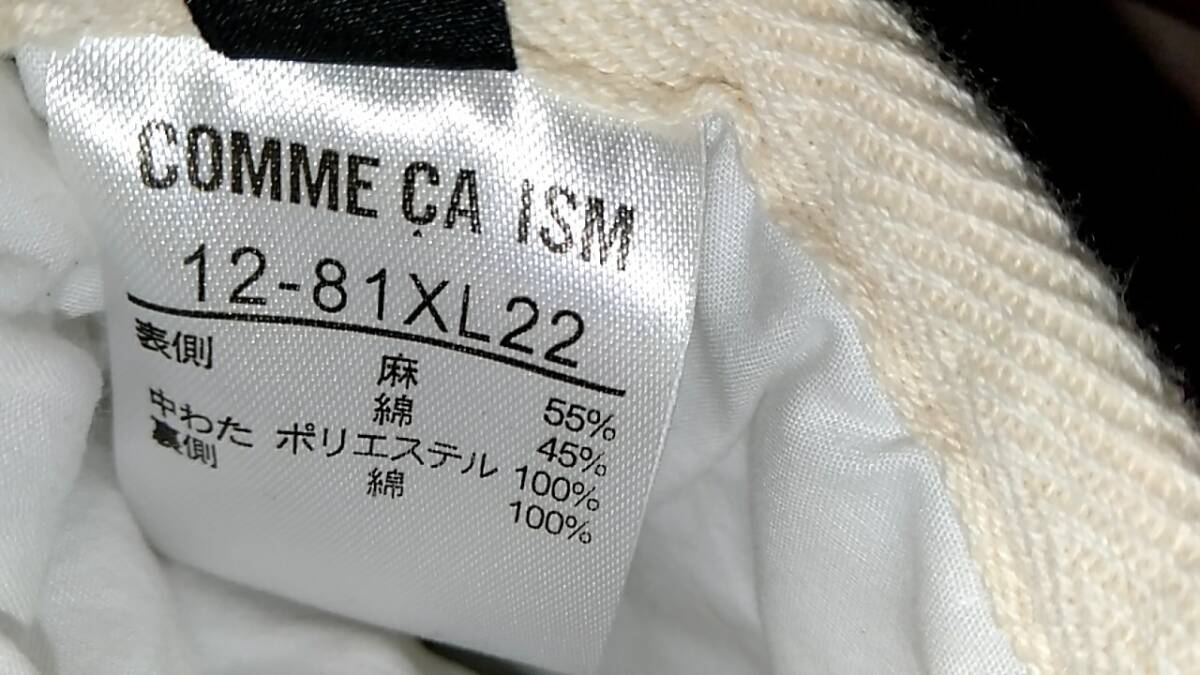 COMME ÇA ISM
12-81XL22
表側 麻 55%
綿 45%
中わた ポリエステル 100%
裏側 綿 100%